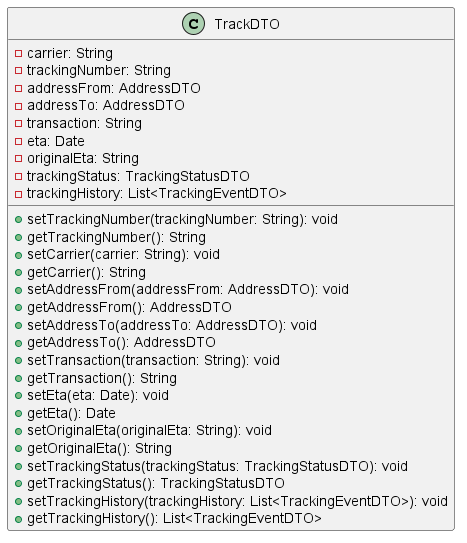 C TrackDTO
carrier: String
trackingNumber: String
addressFrom: AddressDTO
addressTo: AddressDTO
transaction: String
eta: Date
originalEta: String
trackingStatus: TrackingStatusDTO
trackingHistory: List<TrackingEventDTO>
setTrackingNumber(trackingNumber: String): void
getTrackingNumber(): String
setCarrier(carrier: String): void
getCarrier(): String
setAddressFrom(addressFrom: AddressDTO): void
getAddressFrom(): AddressDTO
setAddressTo(addressTo: AddressDTO): void
getAddressTo(): AddressDTO
setTransaction(transaction: String): void
getTransaction(): String
setEta(eta: Date): void
getEta(): Date
setOriginalEta(originalEta: String): void
getOriginalEta(): String
setTrackingStatus(trackingStatus: TrackingStatusDTO): void
getTrackingStatus(): TrackingStatusDTO
setTrackingHistory(trackingHistory: List<TrackingEventDTO>): void
getTrackingHistory(): List<TrackingEventDTO>